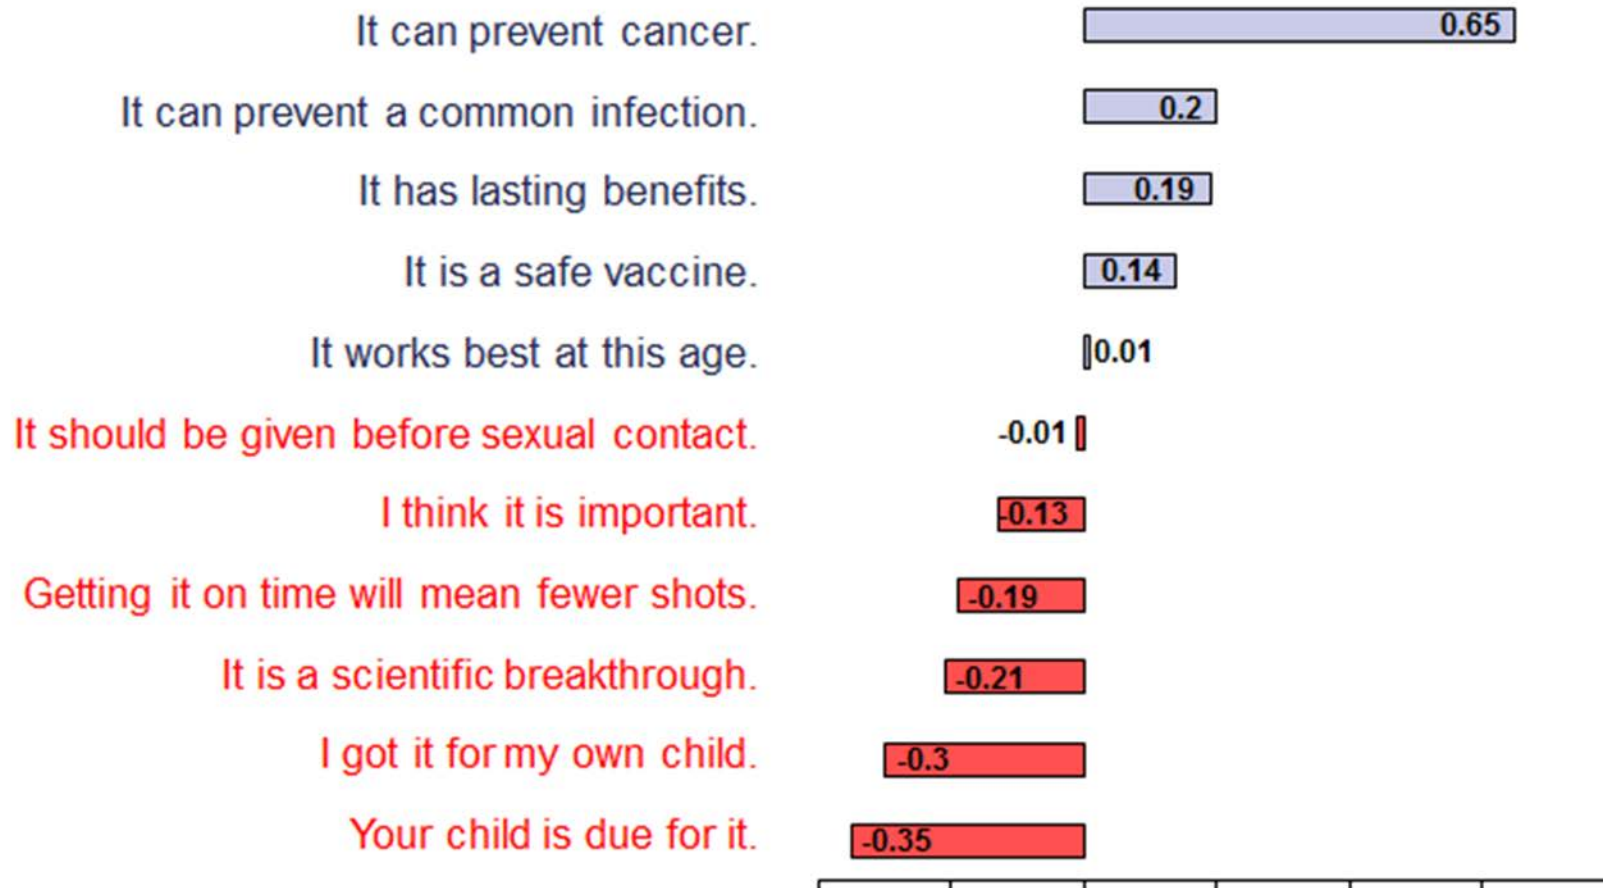 It can prevent cancer. 0.65
It can prevent a common infection. 0.2
It has lasting benefits. 0.19
It is a safe vaccine. 0.14
It works best at this age. 0.01
It should be given before sexual contact. -0.01
I think it is important. -0.13
Getting it on time will mean fewer shots. -0.19
It is a scientific breakthrough. -0.21
I got it for my own child. -0.3
Your child is due for it. -0.35